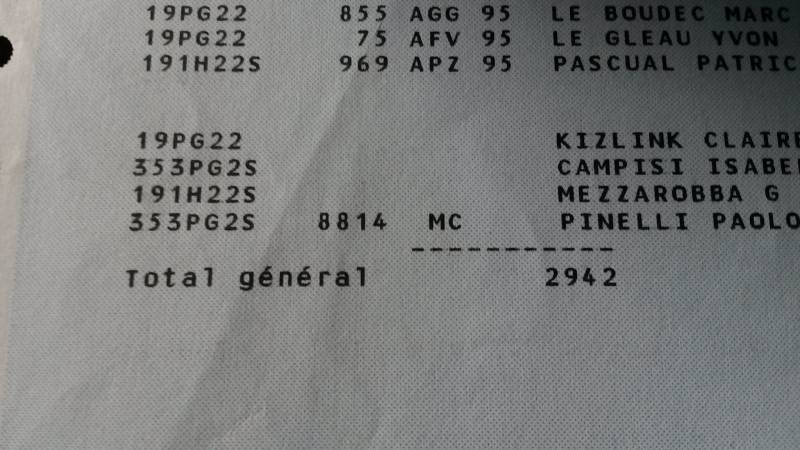 19PG22 855 AGG 95 LE BOUDEC MARC
19PG22 75 AFV 95 LE GLEAU YVON
191H22S 969 APZ 95 PASCUAL PATRIC
19PG22 KIZLINK CLAIRE
353PG2S CAMPISI ISABEL
191H22S MEZZAROBBA G
353PG2S 8814 MC PINELLI PAOLO
-----------
Total général 2942